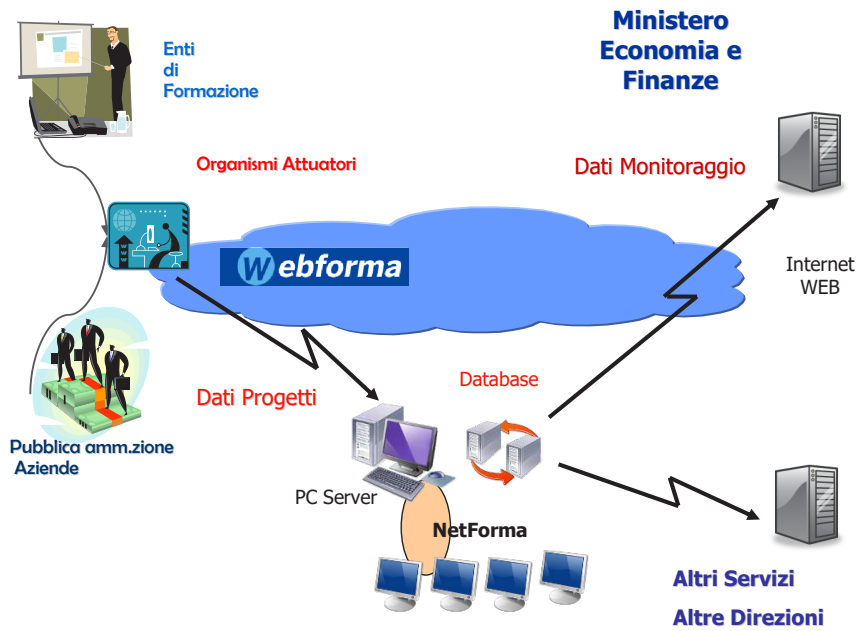 Enti
di
Formazione
Ministero
Economia e
Finanze
Organismi Attuatori
Dati Monitoraggio
Webforma
Internet
WEB
Dati Progetti
Database
Pubblica amm.zione
Aziende
PC Server
NetForma
Altri Servizi
Altre Direzioni